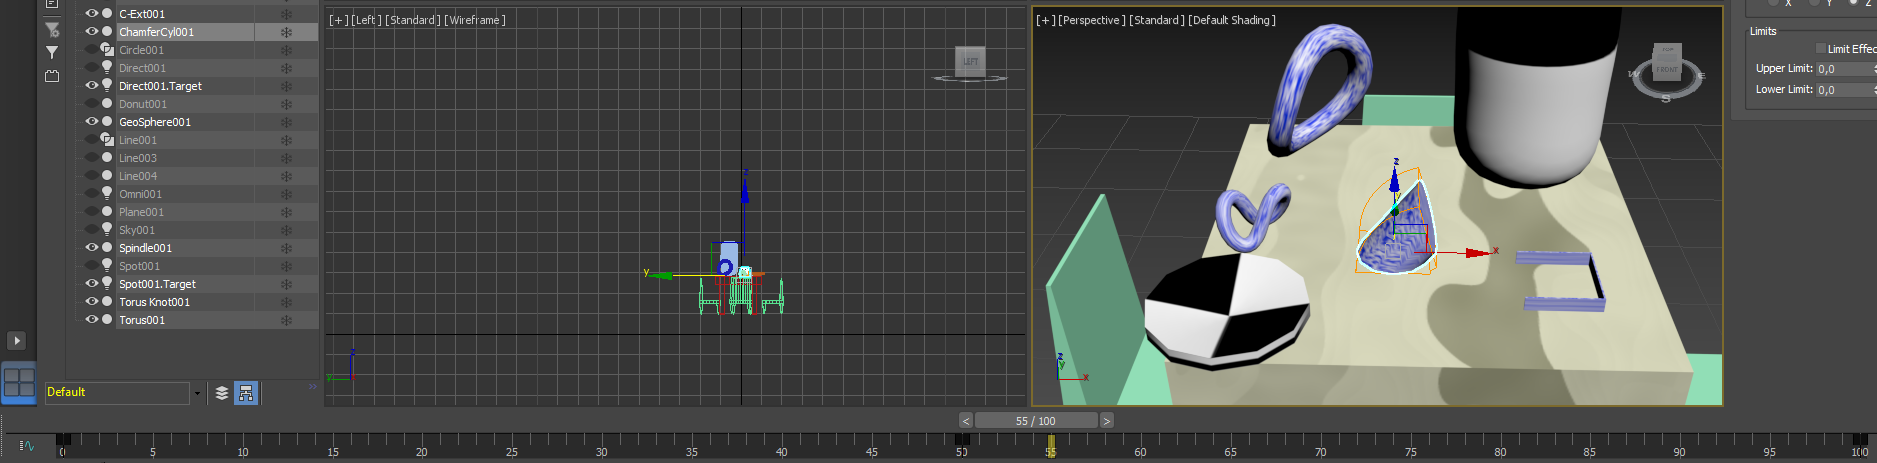 C-Ext001
ChamferCyl001
Circle001
Direct001
Direct001.Target
Donut001
GeoSphere001
Line001
Line003
Line004
Omni001
Plane001
Sky001
Spindle001
Spot001
Spot001.Target
Torus Knot001
Torus001
Default
[+] [Left] [Standard] [Wireframe]
LEFT
z
y
z
y
[+] [Perspective] [Standard] [Default Shading]
TOP
FRONT
W
E
S
z
x
z
y
x
X Y Z
Limits
Limit Effec
Upper Limit: 0,0
Lower Limit: 0,0
< 55 / 100 >
0 5 10 15 20 25 30 35 40 45 50 55 60 65 70 75 80 85 90 95 100